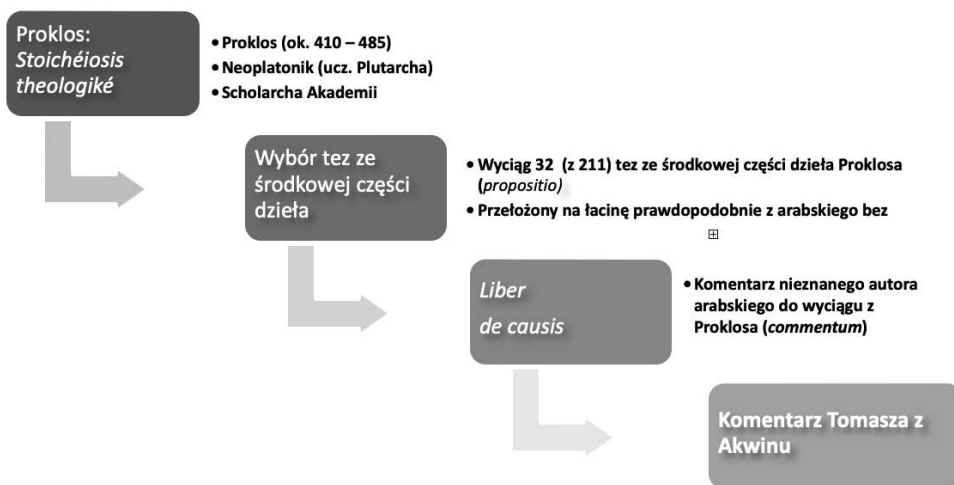 Proklos:
Stoichéiosis
theologiké
• Proklos (ok. 410 – 485)
• Neoplatonik (ucz. Plutarcha)
• Scholarcha Akademii
Wybór tez ze
środkowej części
dzieła
• Wyciąg 32 (z 211) tez ze środkowej części dzieła Proklosa
(propositio)
• Przełożony na łacinę prawdopodobnie z arabskiego bez
Liber
de causis
• Komentarz nieznanego autora
arabskiego do wyciągu z
Proklosa (commentum)
Komentarz Tomasza z
Akwinu